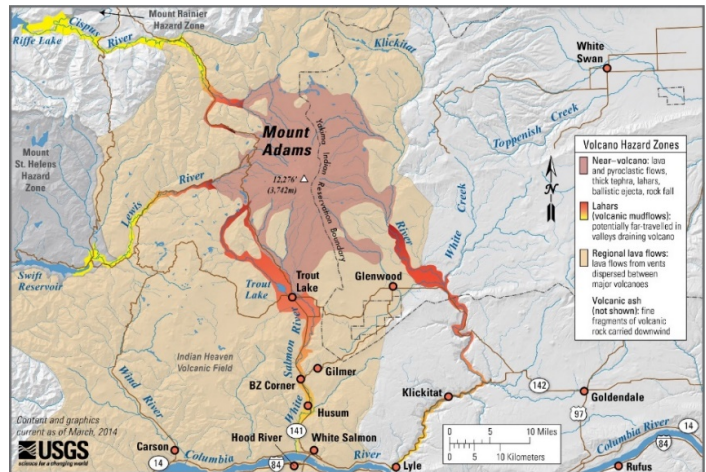 Mount Rainier
Hazard Zone
Riffe Lake
Cispus
River
Klickitat
White
Swan
Toppenish Creek
Mount
Adams
12,276'
(3,742m)
Yakima Indian
Reservation Boundary
Mount
St. Helens
Hazard
Zone
Lewis
River
River
White
Creek
N
Swift
Reservoir
Trout
Lake
Trout
Lake
Glenwood
Indian Heaven
Volcanic Field
Wind
River
White
Salmon
River
Gilmer
BZ Corner
Husum
Klickitat
142
97
Goldendale
141
White Salmon
Hood River
Carson
14
Columbia
84
River
Lyle
Columbia River
14
84
Rufus
Volcano Hazard Zones
Near–volcano: lava
and pyroclastic flows,
thick tephra, lahars,
ballistic ejecta, rock fall
Lahars
(volcanic mudflows):
potentially far-travelled in
valleys draining volcano
Regional lava flows:
lava flows from vents
dispersed between
major volcanoes
Volcanic ash
(not shown): fine
fragments of volcanic
rock carried downwind
0 5 10 Miles
0 5 10 Kilometers
Content and graphics
current as of March, 2014
USGS
science for a changing world